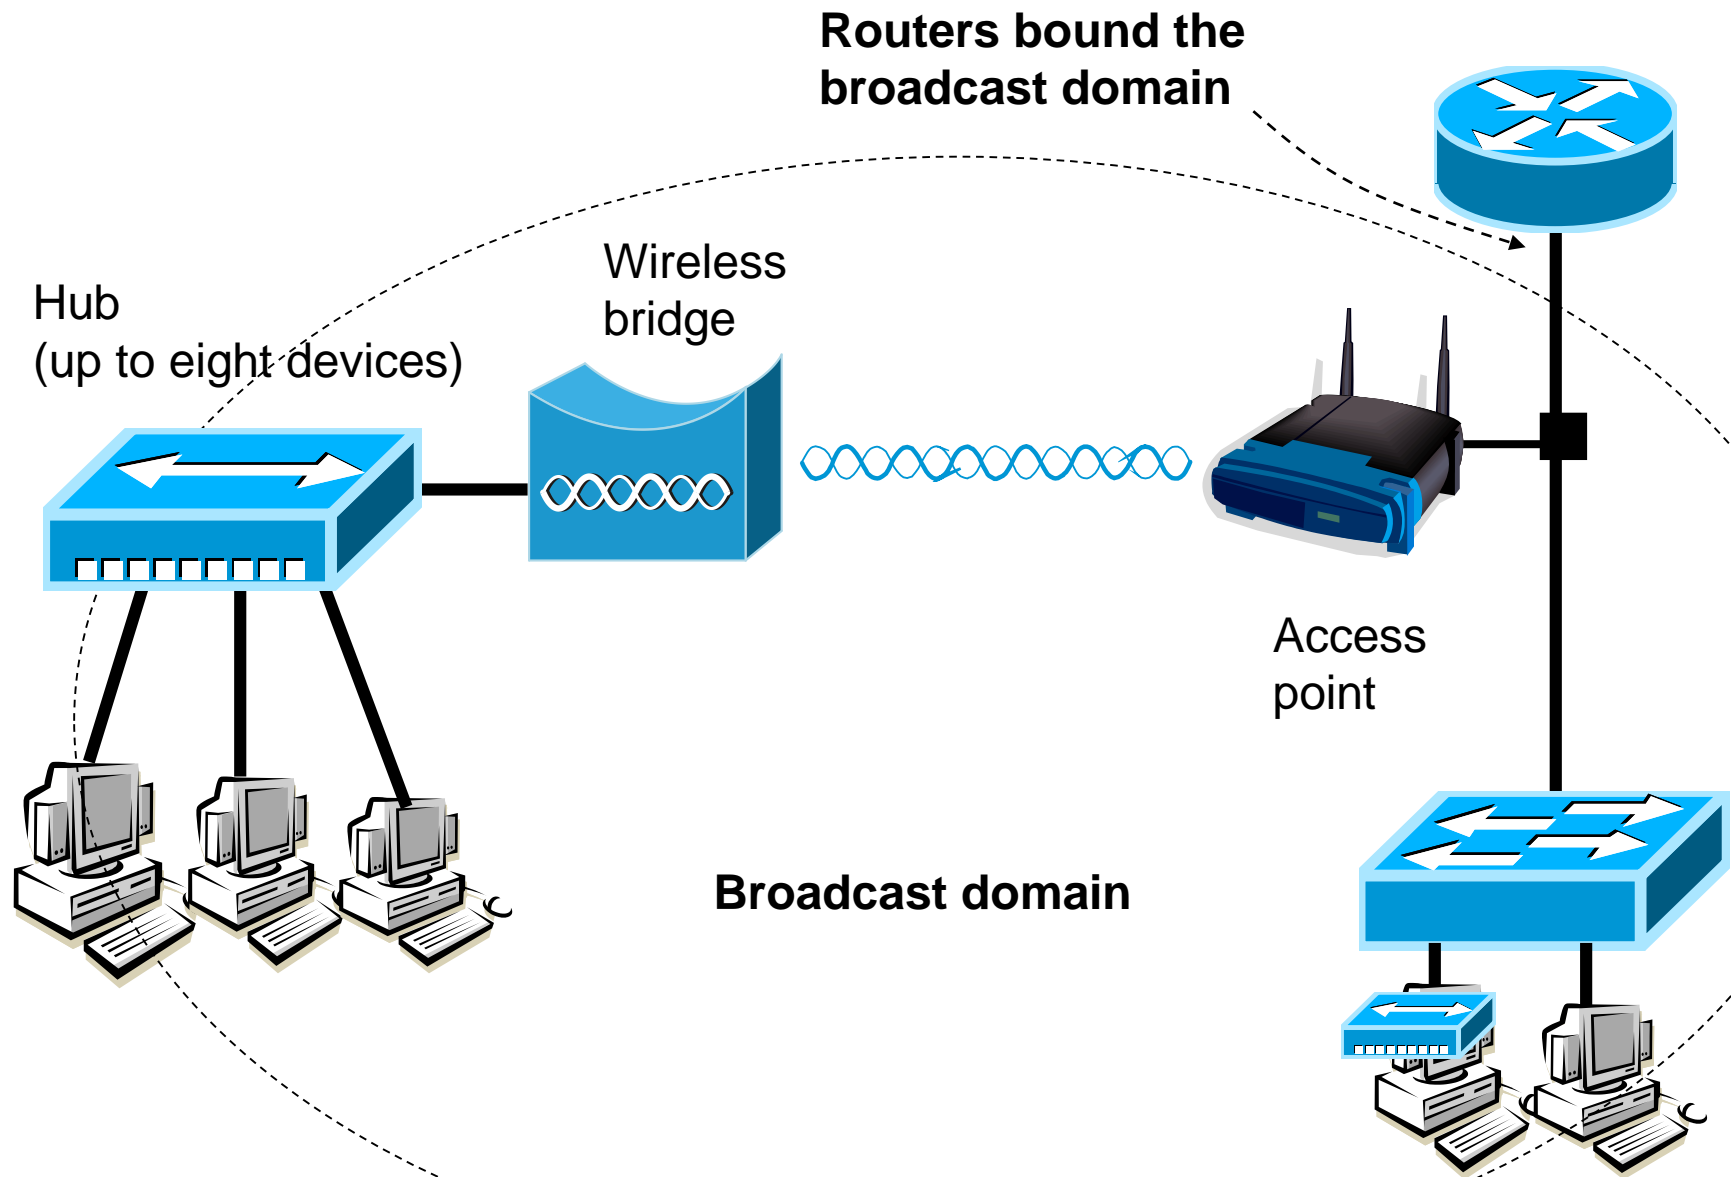 Routers bound the
broadcast domain
Wireless
bridge
Hub
(up to eight devices)
Access
point
Broadcast domain